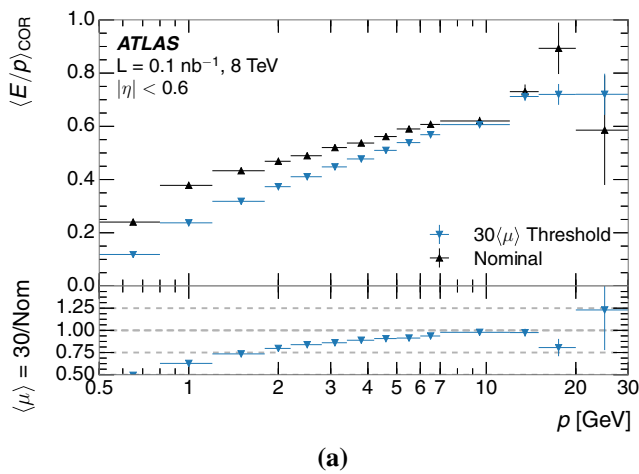 ATLAS
L = 0.1 nb⁻¹, 8 TeV
|η| < 0.6
⟨E/p⟩COR
1.0
0.8
0.6
0.4
0.2
0.0
30⟨μ⟩ Threshold
Nominal
⟨μ⟩ = 30/Nom
1.25
1.00
0.75
0.50
0.5 1 2 3 4 5 6 7 10 20 30
p [GeV]
(a)